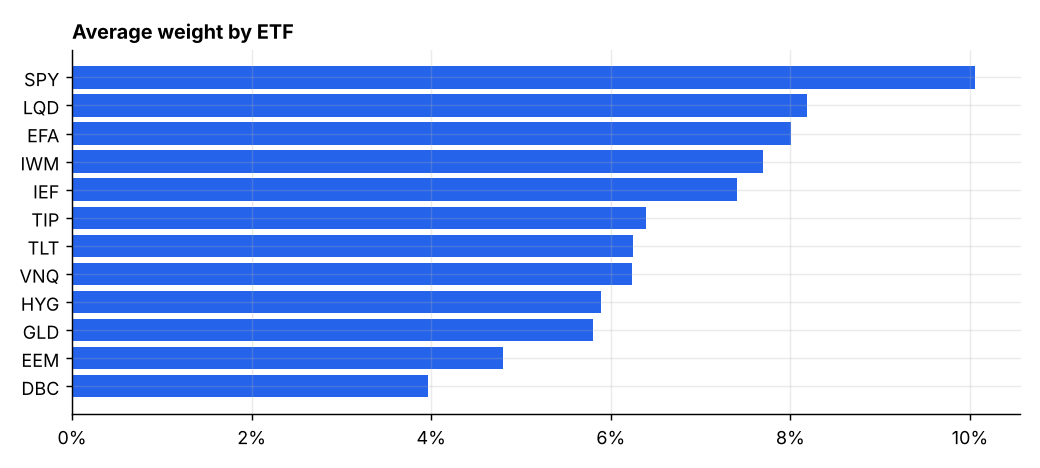 Average weight by ETF
SPY
LQD
EFA
IWM
IEF
TIP
TLT
VNQ
HYG
GLD
EEM
DBC
0% 2% 4% 6% 8% 10%